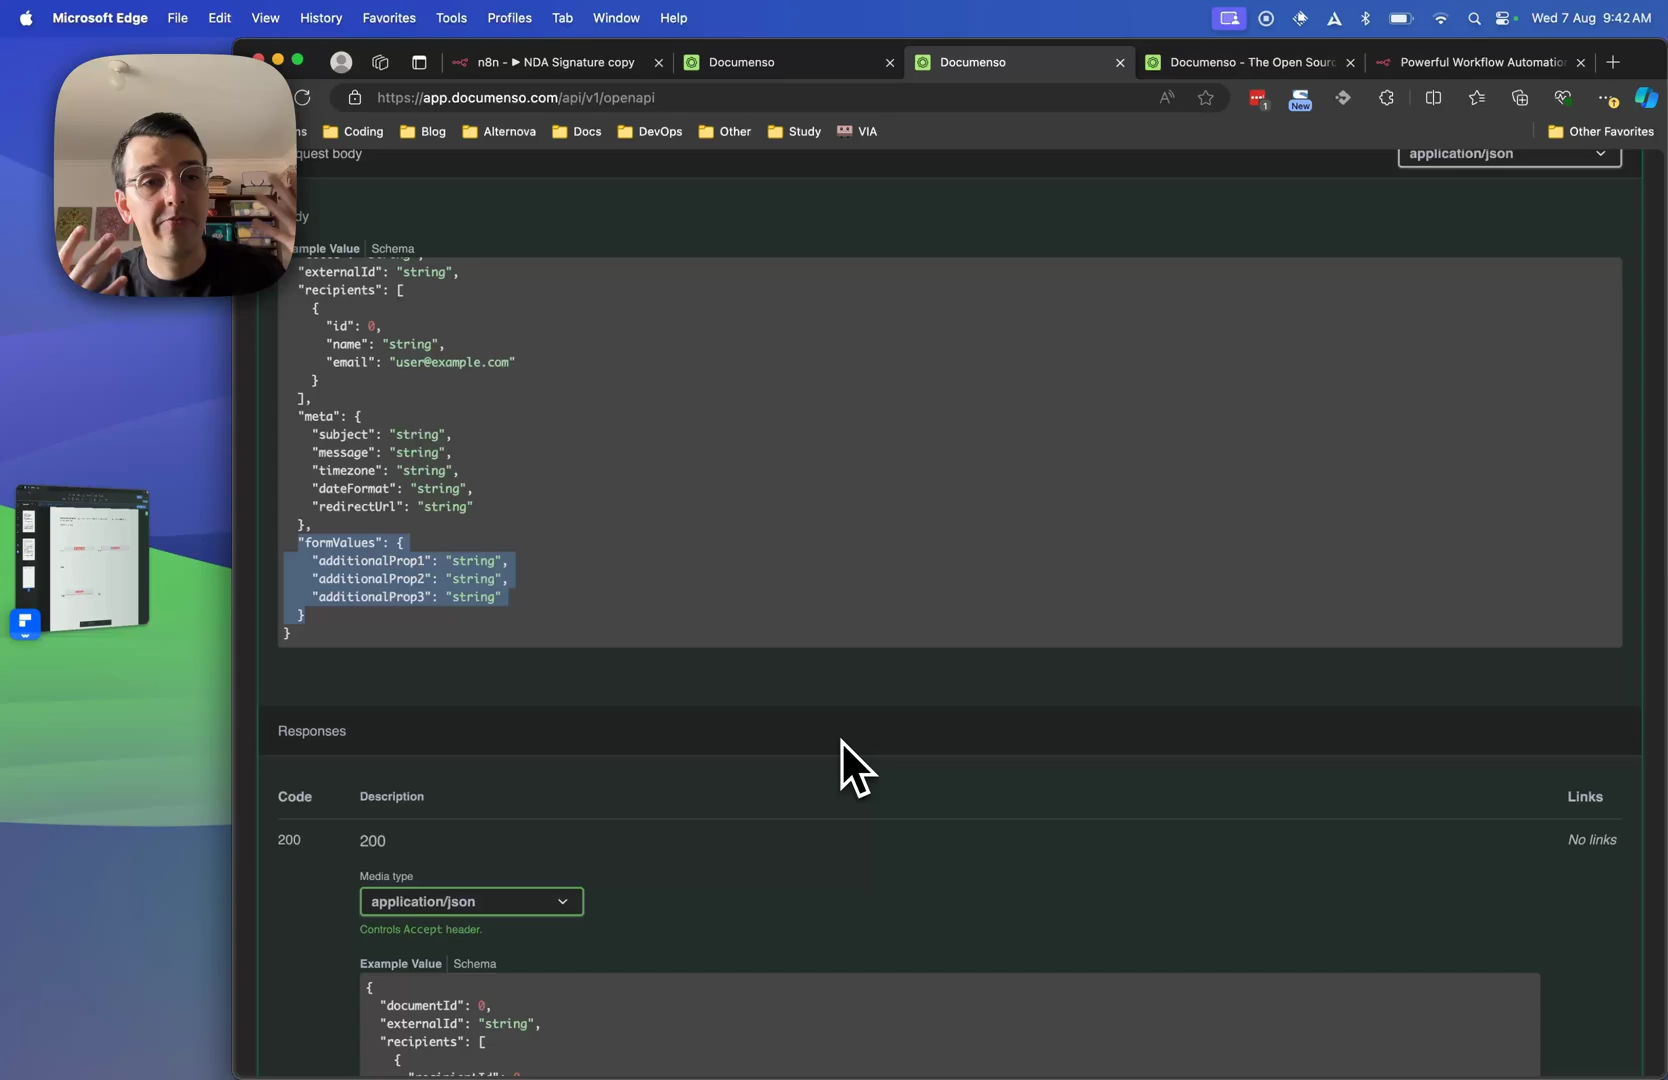 Microsoft Edge File Edit View History Favorites Tools Profiles Tab Window Help Wed 7 Aug 9:42 AM
n8n - ▶ NDA Signature copy Documenso Documenso Documenso - The Open Sour Powerful Workflow Automation
https://app.documenso.com/api/v1/openapi
New
1
ns Coding Blog Alternova Docs DevOps Other Study VIA Other Favorites
quest body application/json
dy
ample Value Schema
"externalId": "string",
"recipients": [
{
"id": 0,
"name": "string",
"email": "user@example.com"
}
],
"meta": {
"subject": "string",
"message": "string",
"timezone": "string",
"dateFormat": "string",
"redirectUrl": "string"
},
"formValues": {
"additionalProp1": "string",
"additionalProp2": "string",
"additionalProp3": "string"
}
}
Responses
Code Description Links
200 200 No links
Media type
application/json
Controls Accept header.
Example Value Schema
{
"documentId": 0,
"externalId": "string",
"recipients": [
{